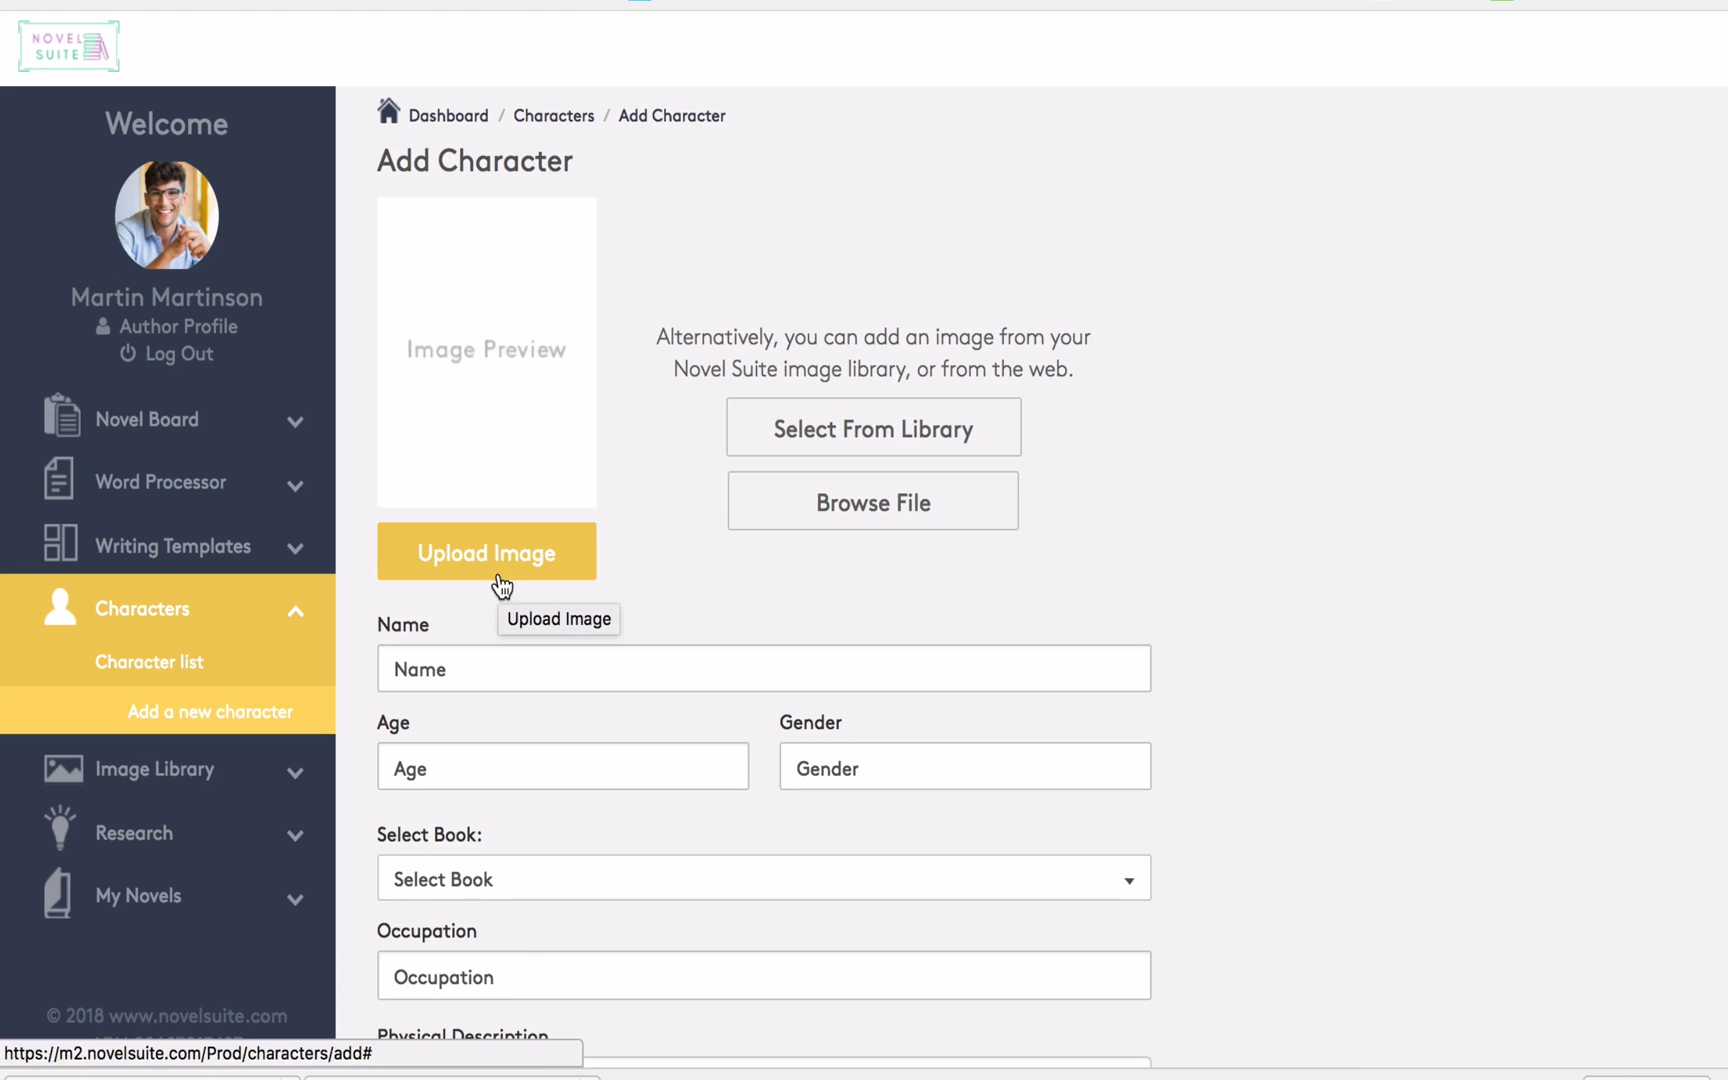 NOVEL
SUITE
Welcome
Martin Martinson
Author Profile
Log Out
Novel Board
Word Processor
Writing Templates
Characters
Character list
Add a new character
Image Library
Research
My Novels
© 2018 www.novelsuite.com
https://m2.novelsuite.com/Prod/characters/add#
Dashboard / Characters / Add Character
Add Character
Image Preview
Upload Image
Upload Image
Alternatively, you can add an image from your
Novel Suite image library, or from the web.
Select From Library
Browse File
Name
Name
Age
Gender
Age
Gender
Select Book:
Select Book
Occupation
Occupation
Physical Description